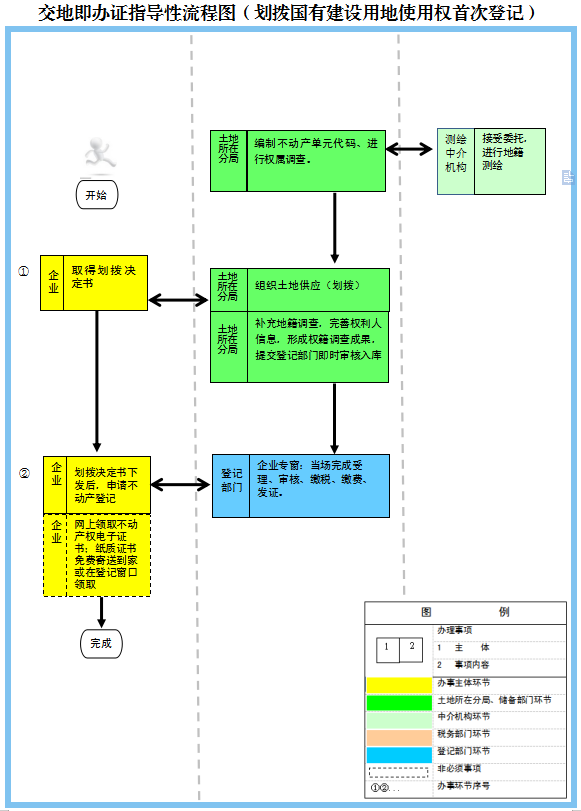 交地即办证指导性流程图（划拨国有建设用地使用权首次登记）
开始
土地
所在
分局
编制不动产单元代码、进
行权属调查。
测绘
中介
机构
接受委托,
进行地籍
测绘
①
企
业
取得划拨决
定书
土地
所在
分局
组织土地供应（划拨）
土地
所在
分局
补充地籍调查，完善权利人
信息，形成权籍调查成果，
提交登记部门即时审核入库
②
企
业
划拨决定书下
发后，申请不
动产登记
登记
部门
企业专窗：当场完成受
理、审核、缴税、缴费、
发证。
企
业
网上领取不动
产权电子证
书；纸质证书
免费寄送到家
或在登记窗口
领取
完成
图 例
1 2
办理事项
1 主 体
2 事项内容
办事主体环节
土地所在分局、储备部门环节
中介机构环节
税务部门环节
登记部门环节
非必须事项
①②... 办事环节序号